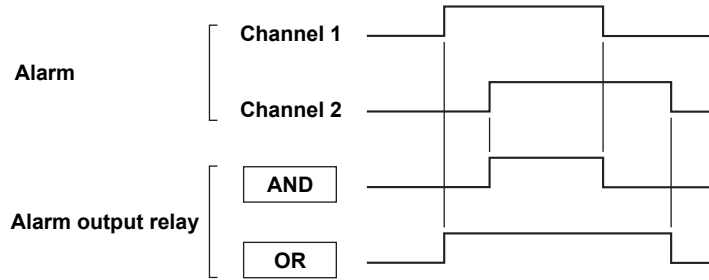 Alarm
Channel 1
Channel 2
Alarm output relay
AND
OR